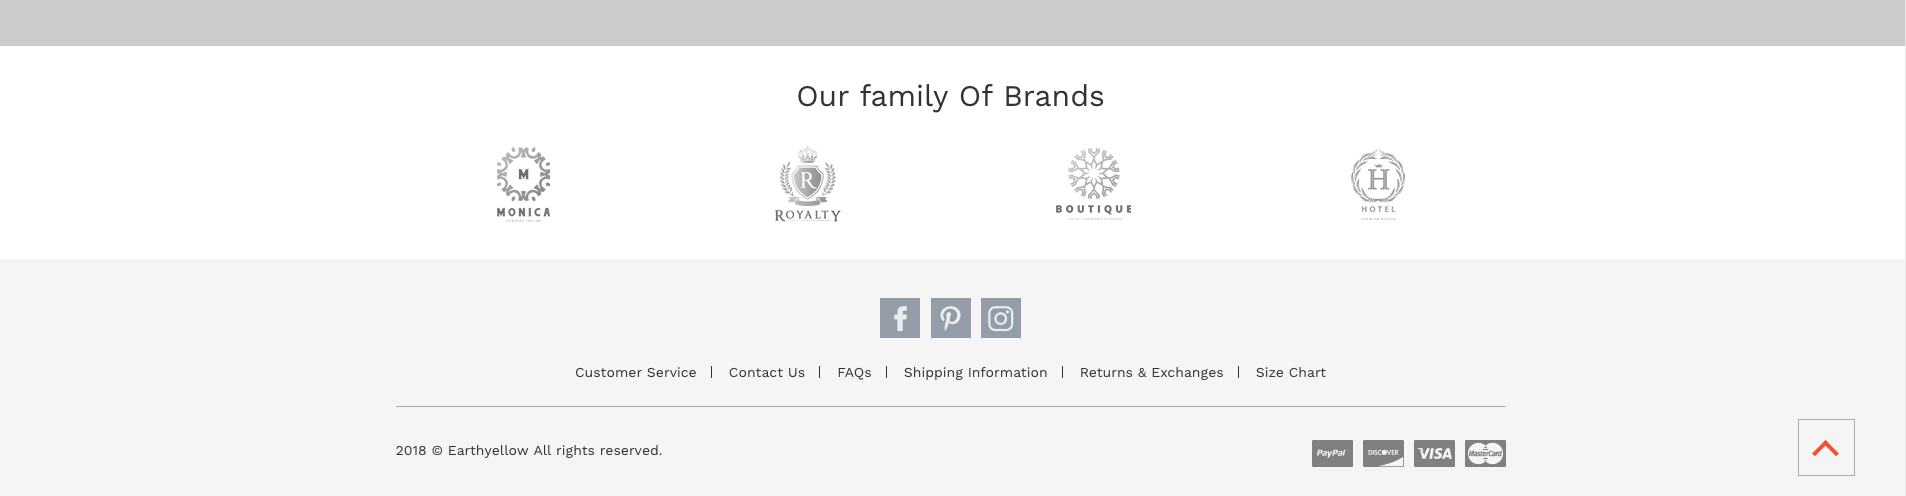 Our family Of Brands
M
MONICA
R
ROYALTY
BOUTIQUE
H
HOTEL
Customer Service | Contact Us | FAQs | Shipping Information | Returns & Exchanges | Size Chart
2018 © Earthyellow All rights reserved.
PayPal DISCOVER VISA MasterCard